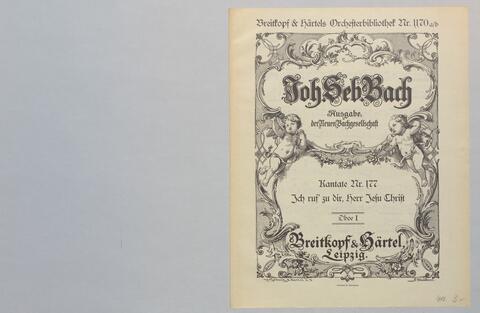 Breitkopf & Härtels Orchesterbibliothek Nr. 1170 a/b
Joh. Seb. Bach
Ausgabe
der Neuen Bachgesellschaft
Kantate Nr. 177
Ich ruf' zu dir, Herr Jesu Christ
Oboe I
Breitkopf & Härtel,
Leipzig.